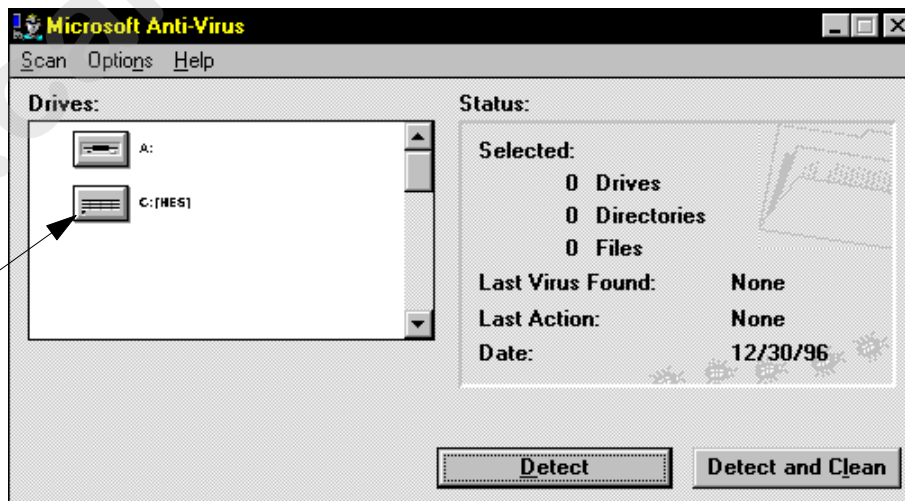 Microsoft Anti-Virus
Scan Options Help
Drives:
A:
C:[HES]
Status:
Selected:
0 Drives
0 Directories
0 Files
Last Virus Found: None
Last Action: None
Date: 12/30/96
Detect
Detect and Clean